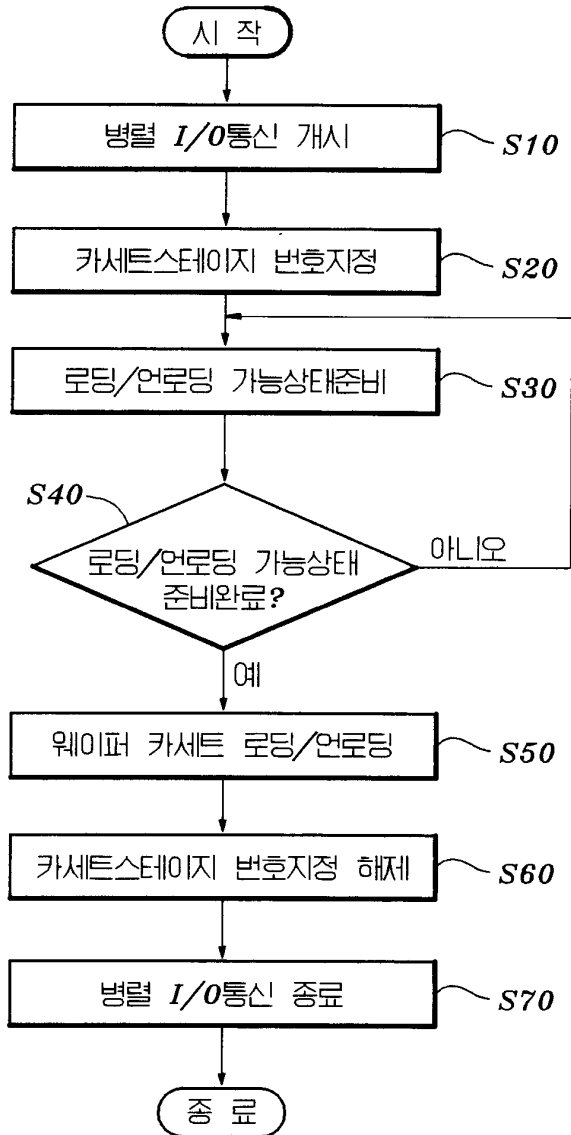 시 작
병렬 I/O통신 개시
S10
카세트스테이지 번호지정
S20
로딩/언로딩 가능상태준비
S30
S40
로딩/언로딩 가능상태
준비완료?
아니오
예
웨이퍼 카세트 로딩/언로딩
S50
카세트스테이지 번호지정 해제
S60
병렬 I/O통신 종료
S70
종 료